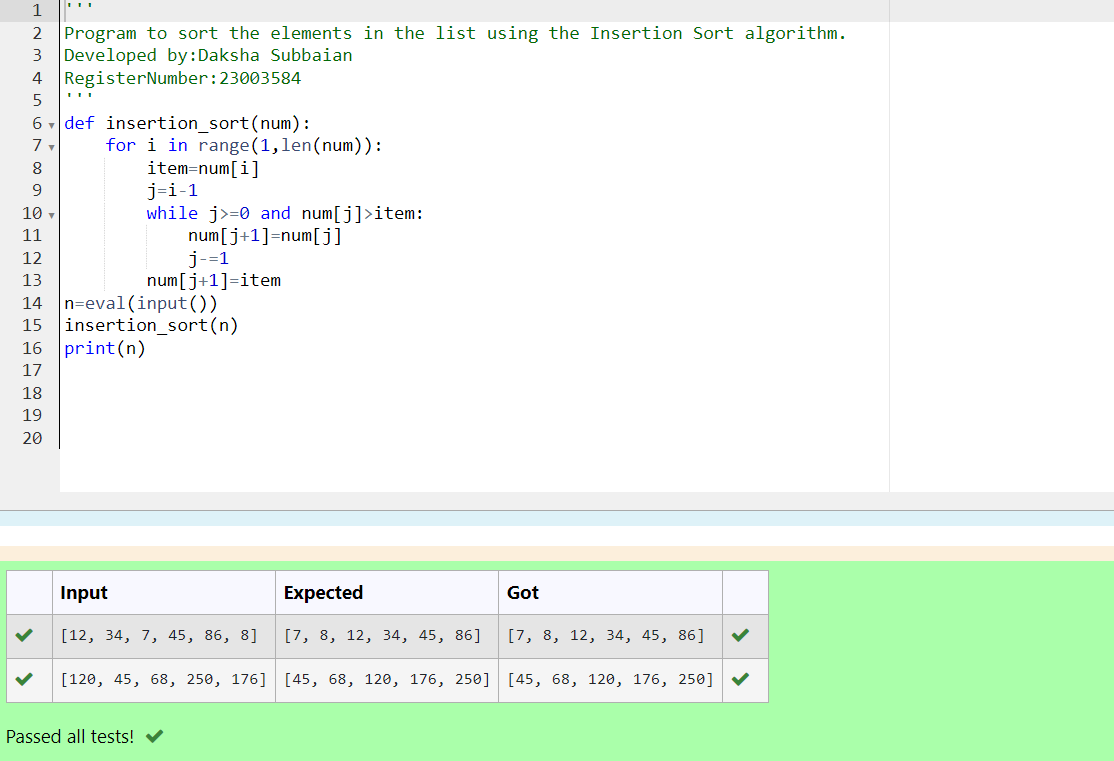 1 '''
2 Program to sort the elements in the list using the Insertion Sort algorithm.
3 Developed by:Daksha Subbaian
4 RegisterNumber:23003584
5 '''
6 def insertion_sort(num):
7     for i in range(1,len(num)):
8         item=num[i]
9         j=i-1
10         while j>=0 and num[j]>item:
11             num[j+1]=num[j]
12             j-=1
13         num[j+1]=item
14 n=eval(input())
15 insertion_sort(n)
16 print(n)
17
18
19
20
Input Expected Got
[12, 34, 7, 45, 86, 8] [7, 8, 12, 34, 45, 86] [7, 8, 12, 34, 45, 86]
[120, 45, 68, 250, 176] [45, 68, 120, 176, 250] [45, 68, 120, 176, 250]
Passed all tests!